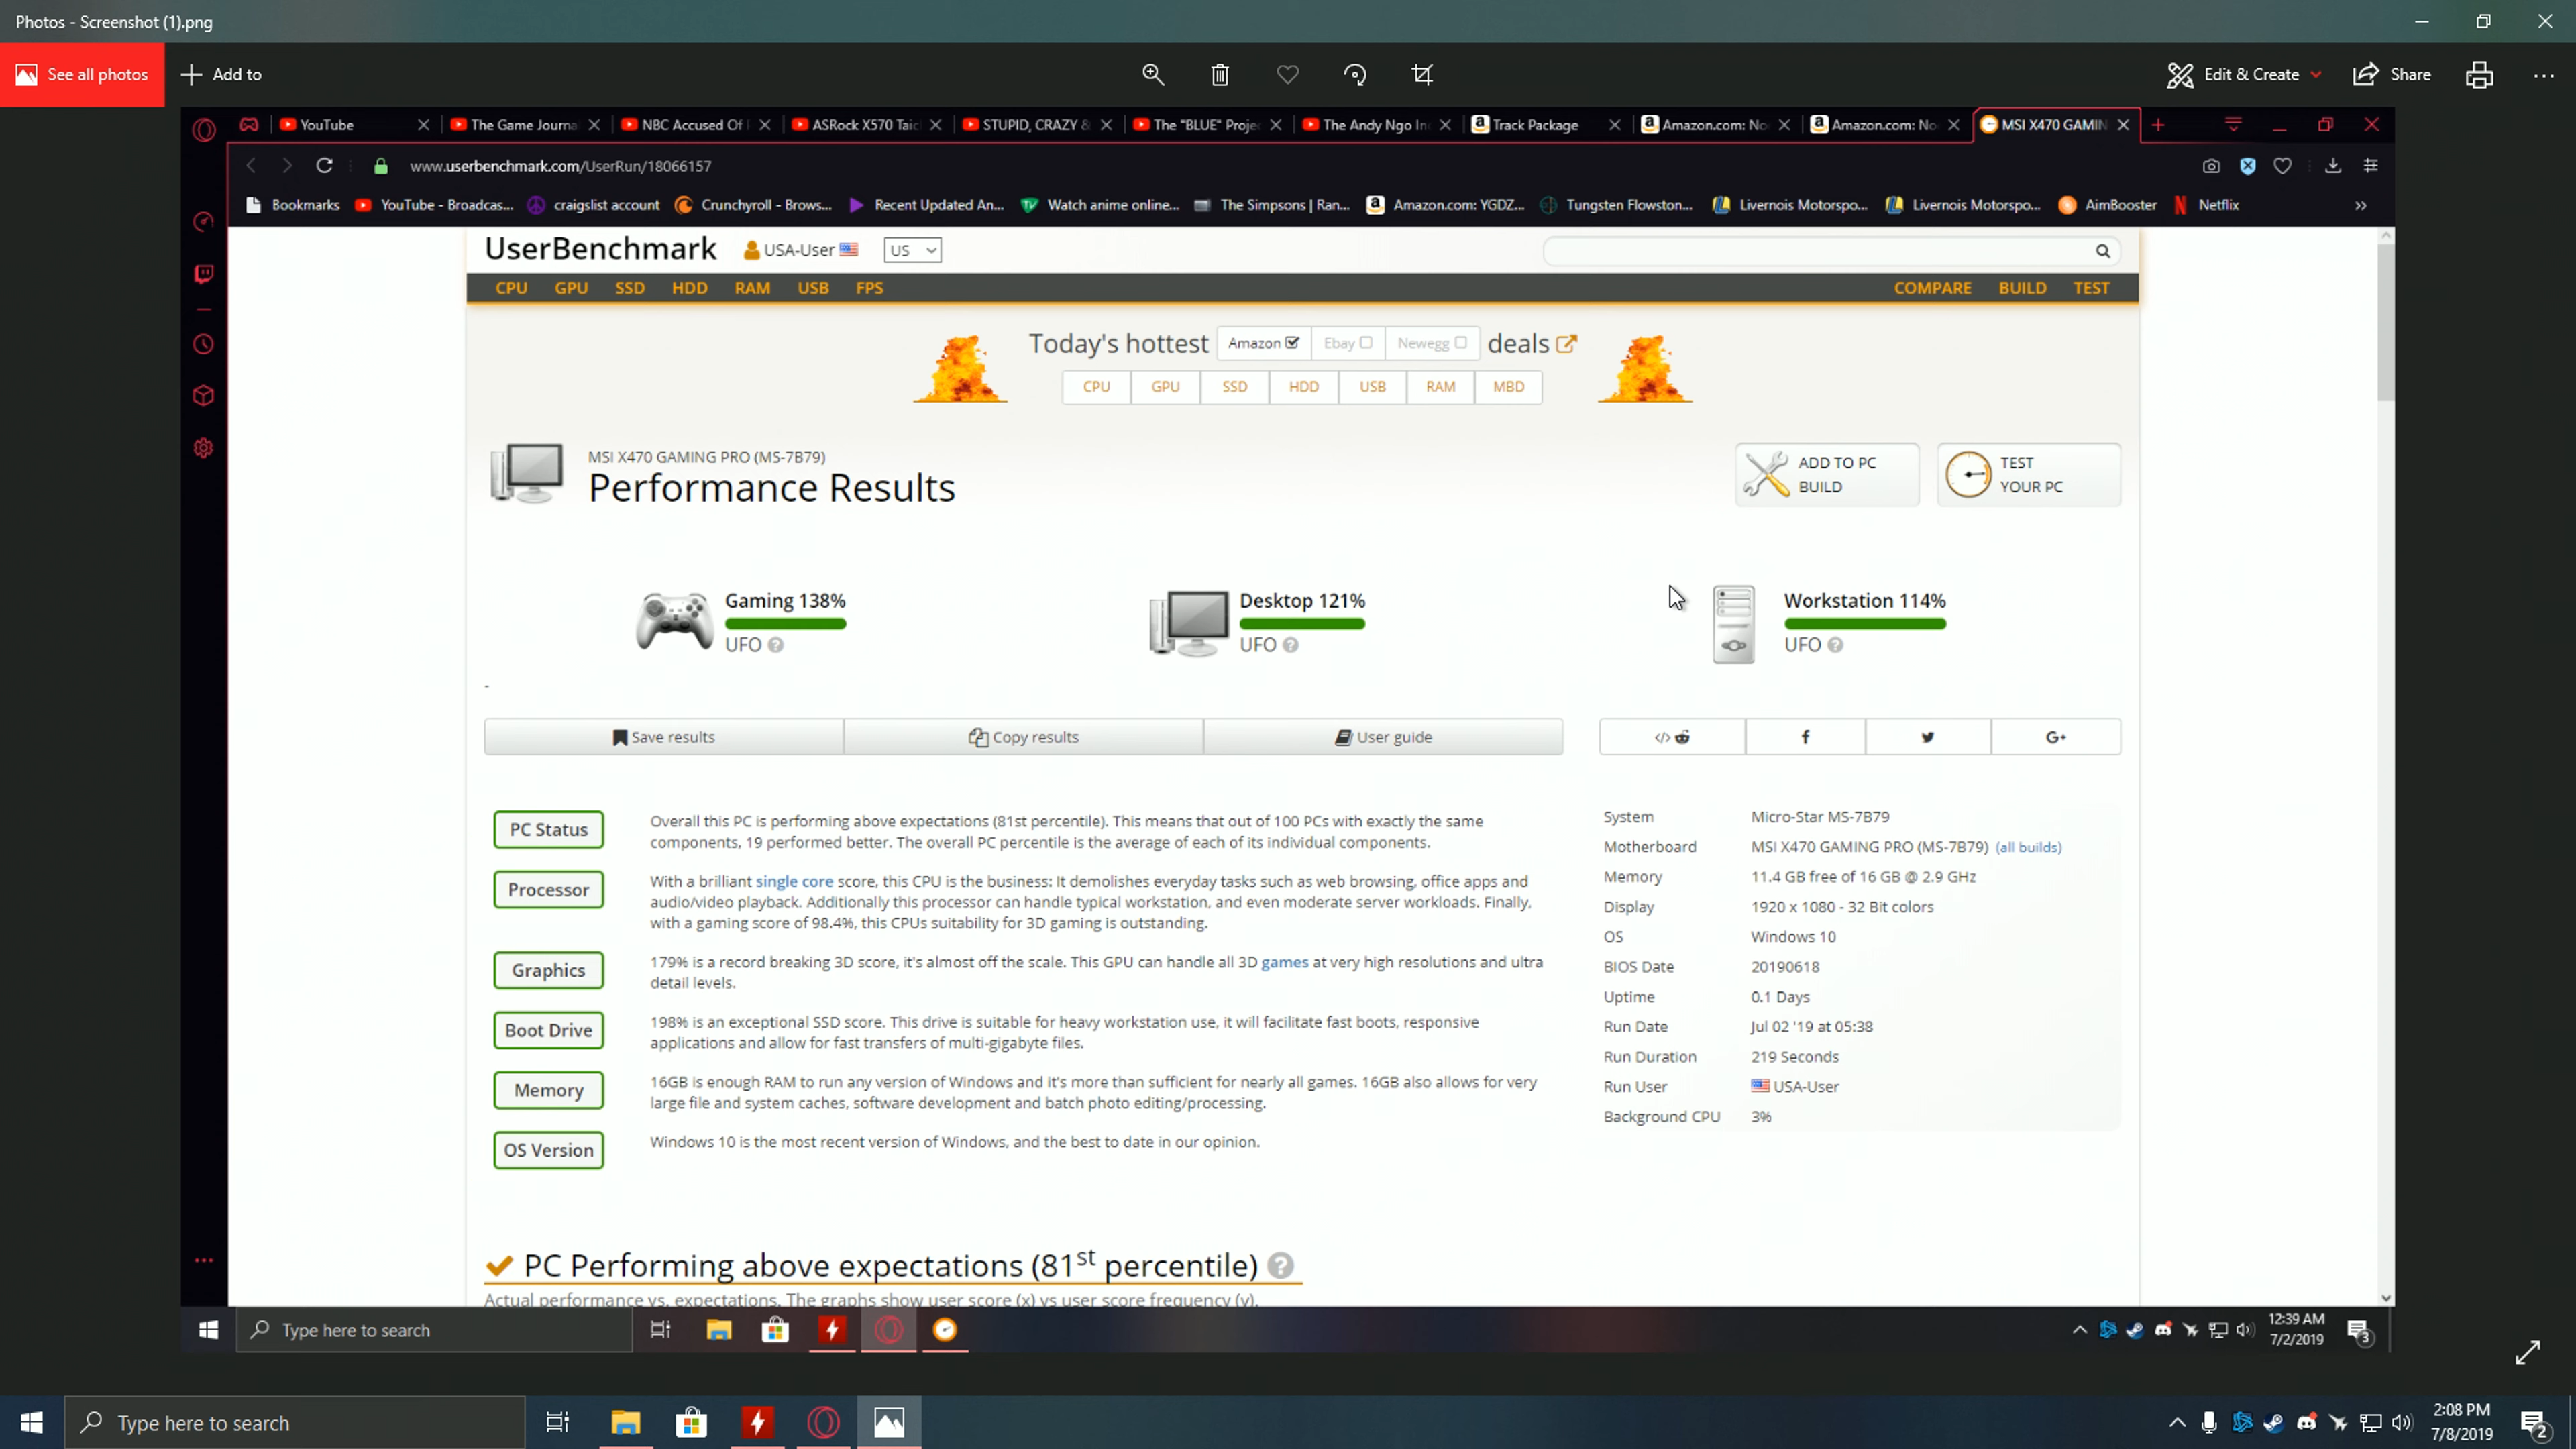 Photos - Screenshot (1).png
See all photos
Add to
Edit & Create
Share
YouTube
The Game Journa
NBC Accused Of
ASRock X570 Taic
STUPID, CRAZY &
The "BLUE" Proje
The Andy Ngo In
Track Package
Amazon.com: No
Amazon.com: No
MSI X470 GAMIN
www.userbenchmark.com/UserRun/18066157
Bookmarks
YouTube - Broadcas...
craigslist account
Crunchyroll - Brows...
Recent Updated An...
Watch anime online...
The Simpsons | Ran...
Amazon.com: YGDZ...
Tungsten Flowston...
Livernois Motorspo...
Livernois Motorspo...
AimBooster
Netflix
UserBenchmark
USA-User
US
CPU GPU SSD HDD RAM USB FPS
COMPARE BUILD TEST
Today's hottest Amazon Ebay Newegg deals
CPU GPU SSD HDD USB RAM MBD
MSI X470 GAMING PRO (MS-7B79)
Performance Results
ADD TO PC
BUILD
TEST
YOUR PC
Gaming 138%
UFO
Desktop 121%
UFO
Workstation 114%
UFO
-
Save results
Copy results
User guide
G+
PC Status
Overall this PC is performing above expectations (81st percentile). This means that out of 100 PCs with exactly the same
components, 19 performed better. The overall PC percentile is the average of each of its individual components.
Processor
With a brilliant single core score, this CPU is the business: It demolishes everyday tasks such as web browsing, office apps and
audio/video playback. Additionally this processor can handle typical workstation, and even moderate server workloads. Finally,
with a gaming score of 98.4%, this CPUs suitability for 3D gaming is outstanding.
Graphics
179% is a record breaking 3D score, it's almost off the scale. This GPU can handle all 3D games at very high resolutions and ultra
detail levels.
Boot Drive
198% is an exceptional SSD score. This drive is suitable for heavy workstation use, it will facilitate fast boots, responsive
applications and allow for fast transfers of multi-gigabyte files.
Memory
16GB is enough RAM to run any version of Windows and it's more than sufficient for nearly all games. 16GB also allows for very
large file and system caches, software development and batch photo editing/processing.
OS Version
Windows 10 is the most recent version of Windows, and the best to date in our opinion.
System Micro-Star MS-7B79
Motherboard MSI X470 GAMING PRO (MS-7B79) (all builds)
Memory 11.4 GB free of 16 GB @ 2.9 GHz
Display 1920 x 1080 - 32 Bit colors
OS Windows 10
BIOS Date 20190618
Uptime 0.1 Days
Run Date Jul 02 '19 at 05:38
Run Duration 219 Seconds
Run User USA-User
Background CPU 3%
PC Performing above expectations (81st percentile)
Actual performance vs. expectations. The graphs show user score (x) vs user score frequency (y).
Type here to search
12:39 AM
7/2/2019
3
Type here to search
2:08 PM
7/8/2019
2